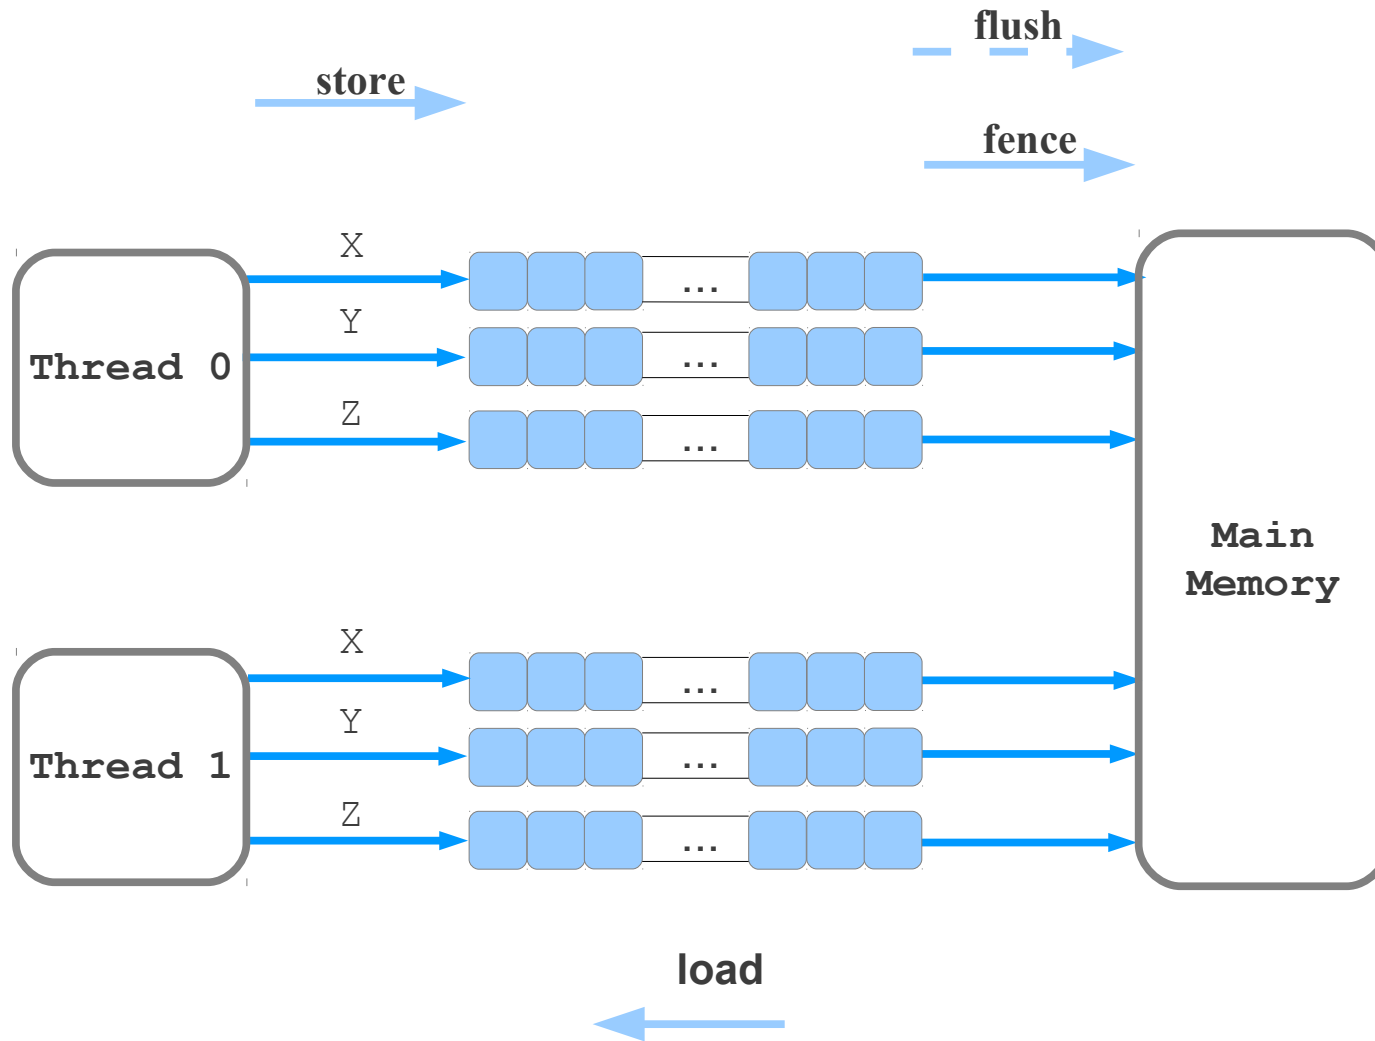 flush
store
fence
X
...
Y
...
Thread 0
Z
...
Main
Memory
X
...
Y
...
Thread 1
Z
...
load